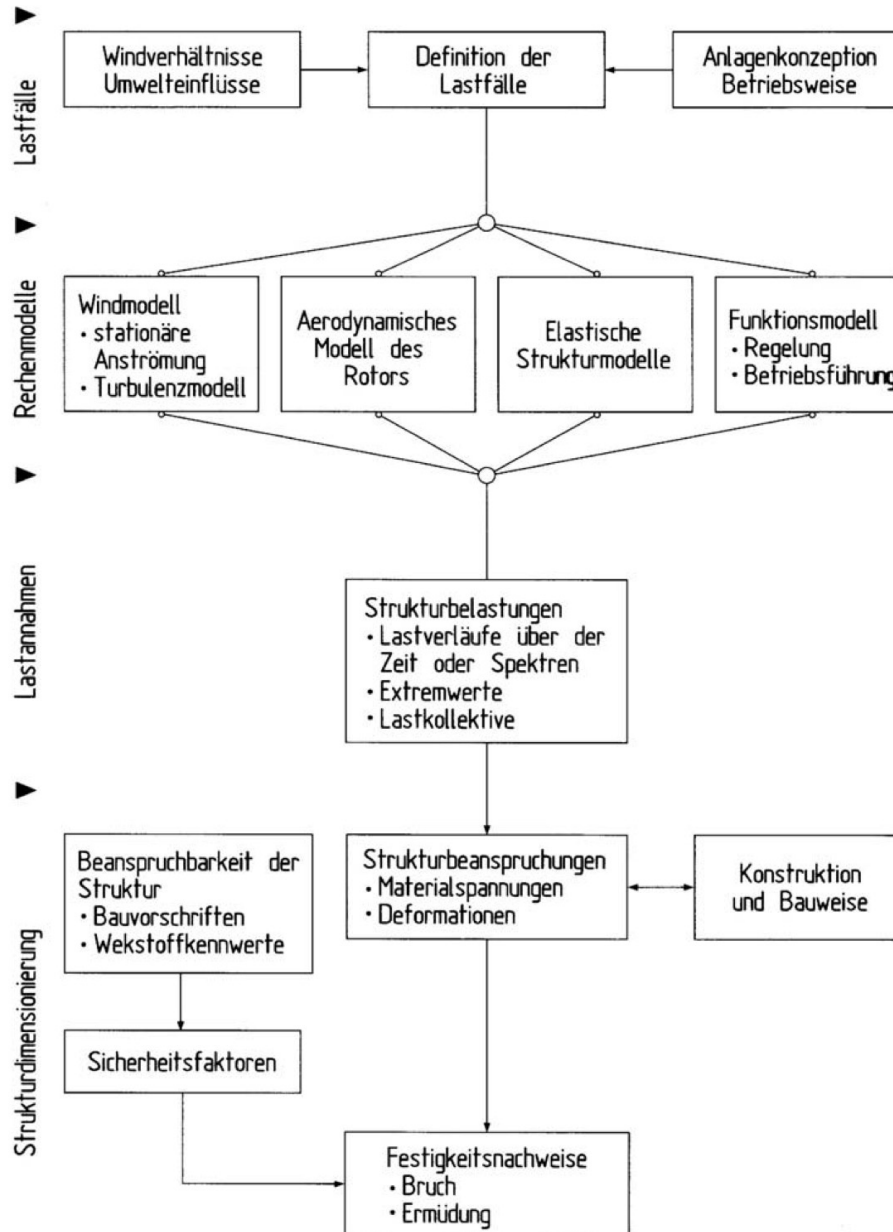 Lastfälle
Windverhältnisse
Umwelteinflüsse
Definition der
Lastfälle
Anlagenkonzeption
Betriebsweise
Rechenmodelle
Windmodell
• stationäre
Anströmung
• Turbulenzmodell
Aerodynamisches
Modell des
Rotors
Elastische
Strukturmodelle
Funktionsmodell
• Regelung
• Betriebsführung
Lastannahmen
Strukturbelastungen
• Lastverläufe über der
Zeit oder Spektren
• Extremwerte
• Lastkollektive
Strukturdimensionierung
Beanspruchbarkeit der
Struktur
• Bauvorschriften
• Wekstoffkennwerte
Strukturbeanspruchungen
• Materialspannungen
• Deformationen
Konstruktion
und Bauweise
Sicherheitsfaktoren
Festigkeitsnachweise
• Bruch
• Ermüdung